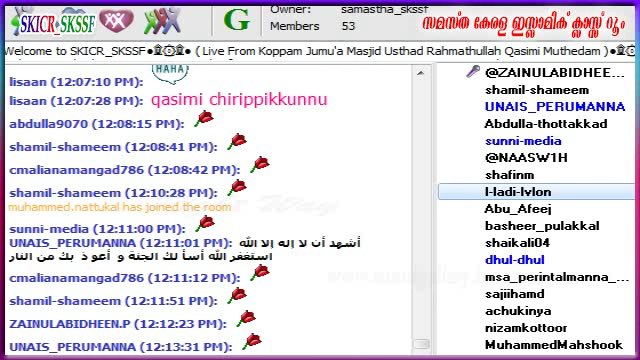 SKICR_SKSSF
G
Owner: samastha_skssf
Members 53
സമസ്ത കേരള ഇസ്ലാമിക് ക്ലാസ്സ് റൂം
Welcome to SKICR_SKSSF ( Live From Koppam Jumu'a Masjid Usthad Rahmathullah Qasimi Muthedam )
HAHA
lisaan (12:07:10 PM):
lisaan (12:07:28 PM): qasimi chirippikkunnu
abdulla9070 (12:08:15 PM):
shamil-shameem (12:08:41 PM):
cmalianamangad786 (12:08:42 PM):
shamil-shameem (12:10:28 PM):
muhammed.nattukal has joined the room
sunni-media (12:11:00 PM):
UNAIS_PERUMANNA (12:11:01 PM): أشهد أن لا إله إلا الله
استغفر الله أسأ لك الجنة و أعو ذ بك من النار
cmalianamangad786 (12:11:12 PM):
shamil-shameem (12:11:51 PM):
ZAINULABIDHEEN.P (12:12:23 PM):
UNAIS_PERUMANNA (12:13:31 PM):
@ZAINULABIDHEE...
shamil-shameem
UNAIS_PERUMANNA
Abdulla-thottakkad
sunni-media
@NAASW1H
shafinm
Abu_Afeej
basheer_pulakkal
shaikali04
dhul-dhul
msa_perintalmanna_...
sajiihamd
achukinya
nizamkottoor
MuhammedMahshook